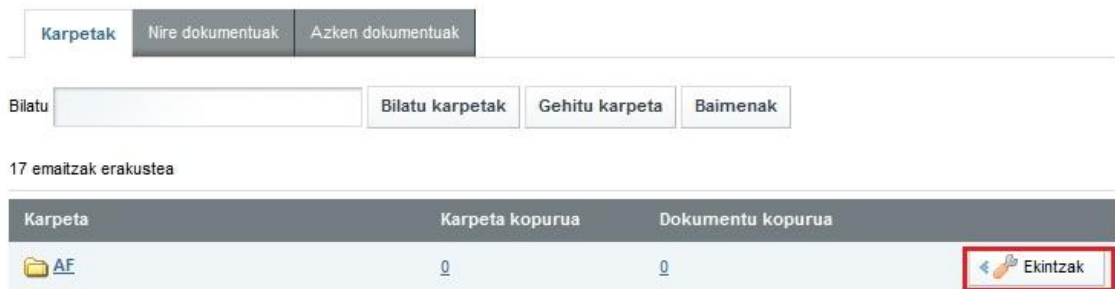 Karpetak Nire dokumentuak Azken dokumentuak
Bilatu Bilatu karpetak Gehitu karpeta Baimenak
17 emaitzak erakustea
Karpeta Karpeta kopurua Dokumentu kopurua
AF 0 0 Ekintzak